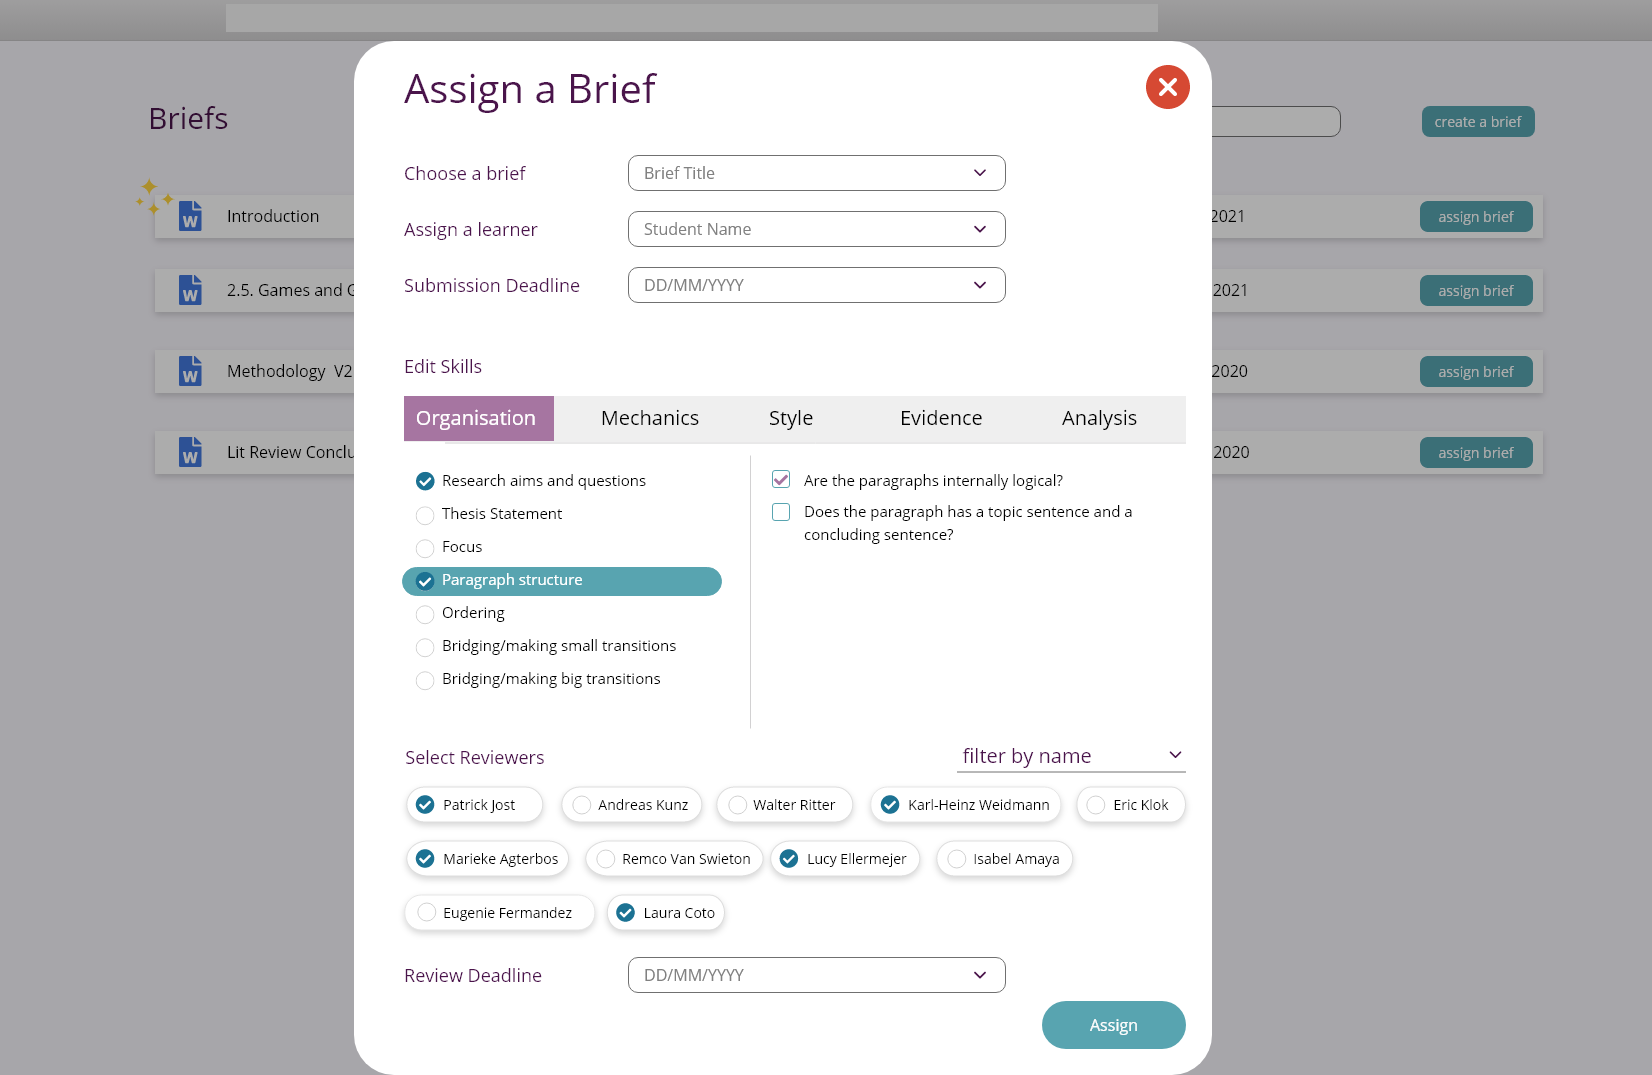 Assign a Brief
Briefs
create a brief
Choose a brief
Brief Title
Introduction
2021
assign brief
Assign a learner
Student Name
Submission Deadline
DD/MM/YYYY
2.5. Games and G
2021
assign brief
Methodology V2
2020
assign brief
Edit Skills
Organisation
Mechanics
Style
Evidence
Analysis
Lit Review Conclu
2020
assign brief
Research aims and questions
Thesis Statement
Focus
Paragraph structure
Ordering
Bridging/making small transitions
Bridging/making big transitions
Are the paragraphs internally logical?
Does the paragraph has a topic sentence and a
concluding sentence?
Select Reviewers
filter by name
Patrick Jost
Andreas Kunz
Walter Ritter
Karl-Heinz Weidmann
Eric Klok
Marieke Agterbos
Remco Van Swieton
Lucy Ellermejer
Isabel Amaya
Eugenie Fermandez
Laura Coto
Review Deadline
DD/MM/YYYY
Assign